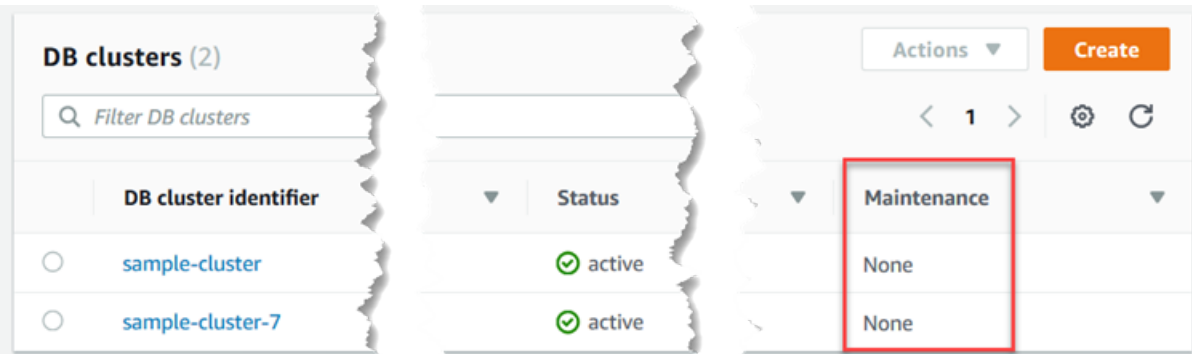 DB clusters (2)
Actions Create
Filter DB clusters
1
DB cluster identifier Status Maintenance
sample-cluster active None
sample-cluster-7 active None